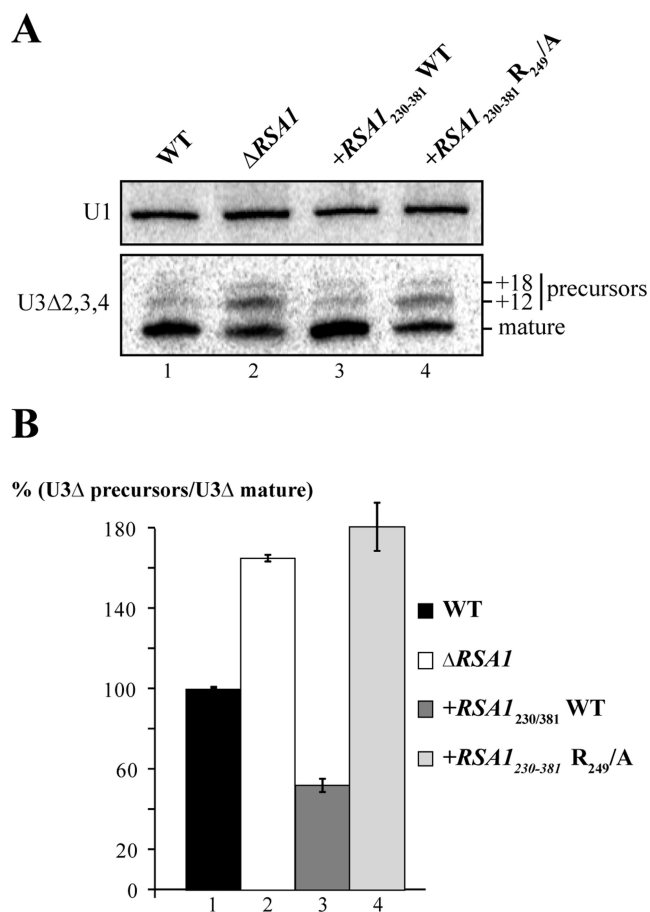 A
WT
ΔRSA1
+RSA1230-381 WT
+RSA1230-381 R249/A
U1
U3Δ2,3,4
+18
+12
precursors
mature
1 2 3 4
B
% (U3Δ precursors/U3Δ mature)
180
140
100
60
20
0
1 2 3 4
WT
ΔRSA1
+RSA1230/381 WT
+RSA1230-381 R249/A